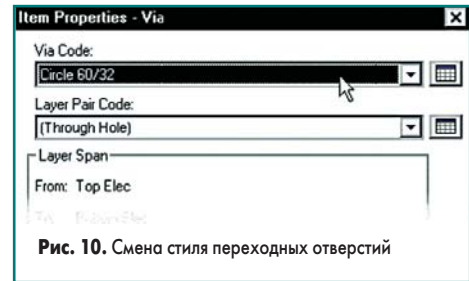 Item Properties - Via
Via Code:
Circle 60/32
Layer Pair Code:
(Through Hole)
Layer Span
From: Top Elec
Рис. 10. Смена стиля переходных отверстий